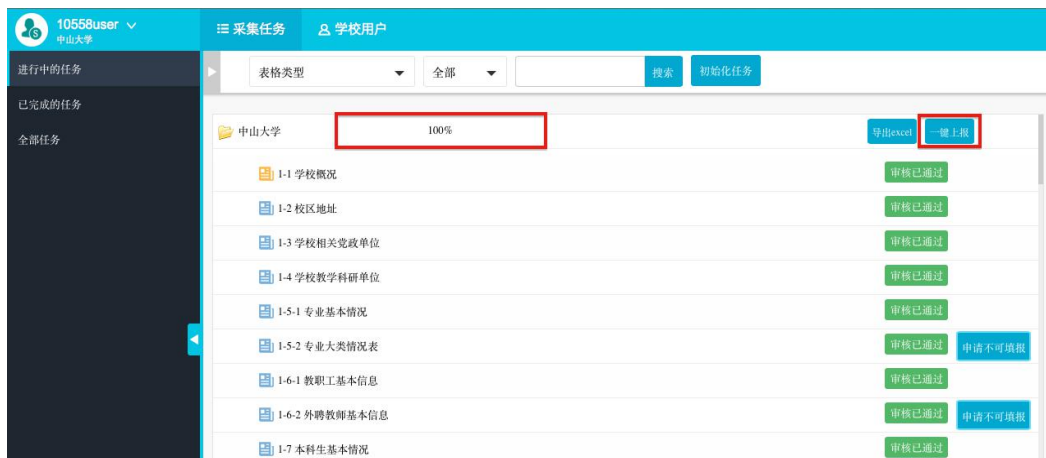 10558user
中山大学
采集任务 学校用户
进行中的任务
已完成的任务
全部任务
表格类型 全部 搜索 初始化任务
中山大学 100% 导出excel 一键上报
1-1 学校概况 审核已通过
1-2 校区地址 审核已通过
1-3 学校相关党政单位 审核已通过
1-4 学校教学科研单位 审核已通过
1-5-1 专业基本情况 审核已通过
1-5-2 专业大类情况表 审核已通过 申请不可填报
1-6-1 教职工基本信息 审核已通过
1-6-2 外聘教师基本信息 审核已通过 申请不可填报
1-7 本科生基本情况 审核已通过